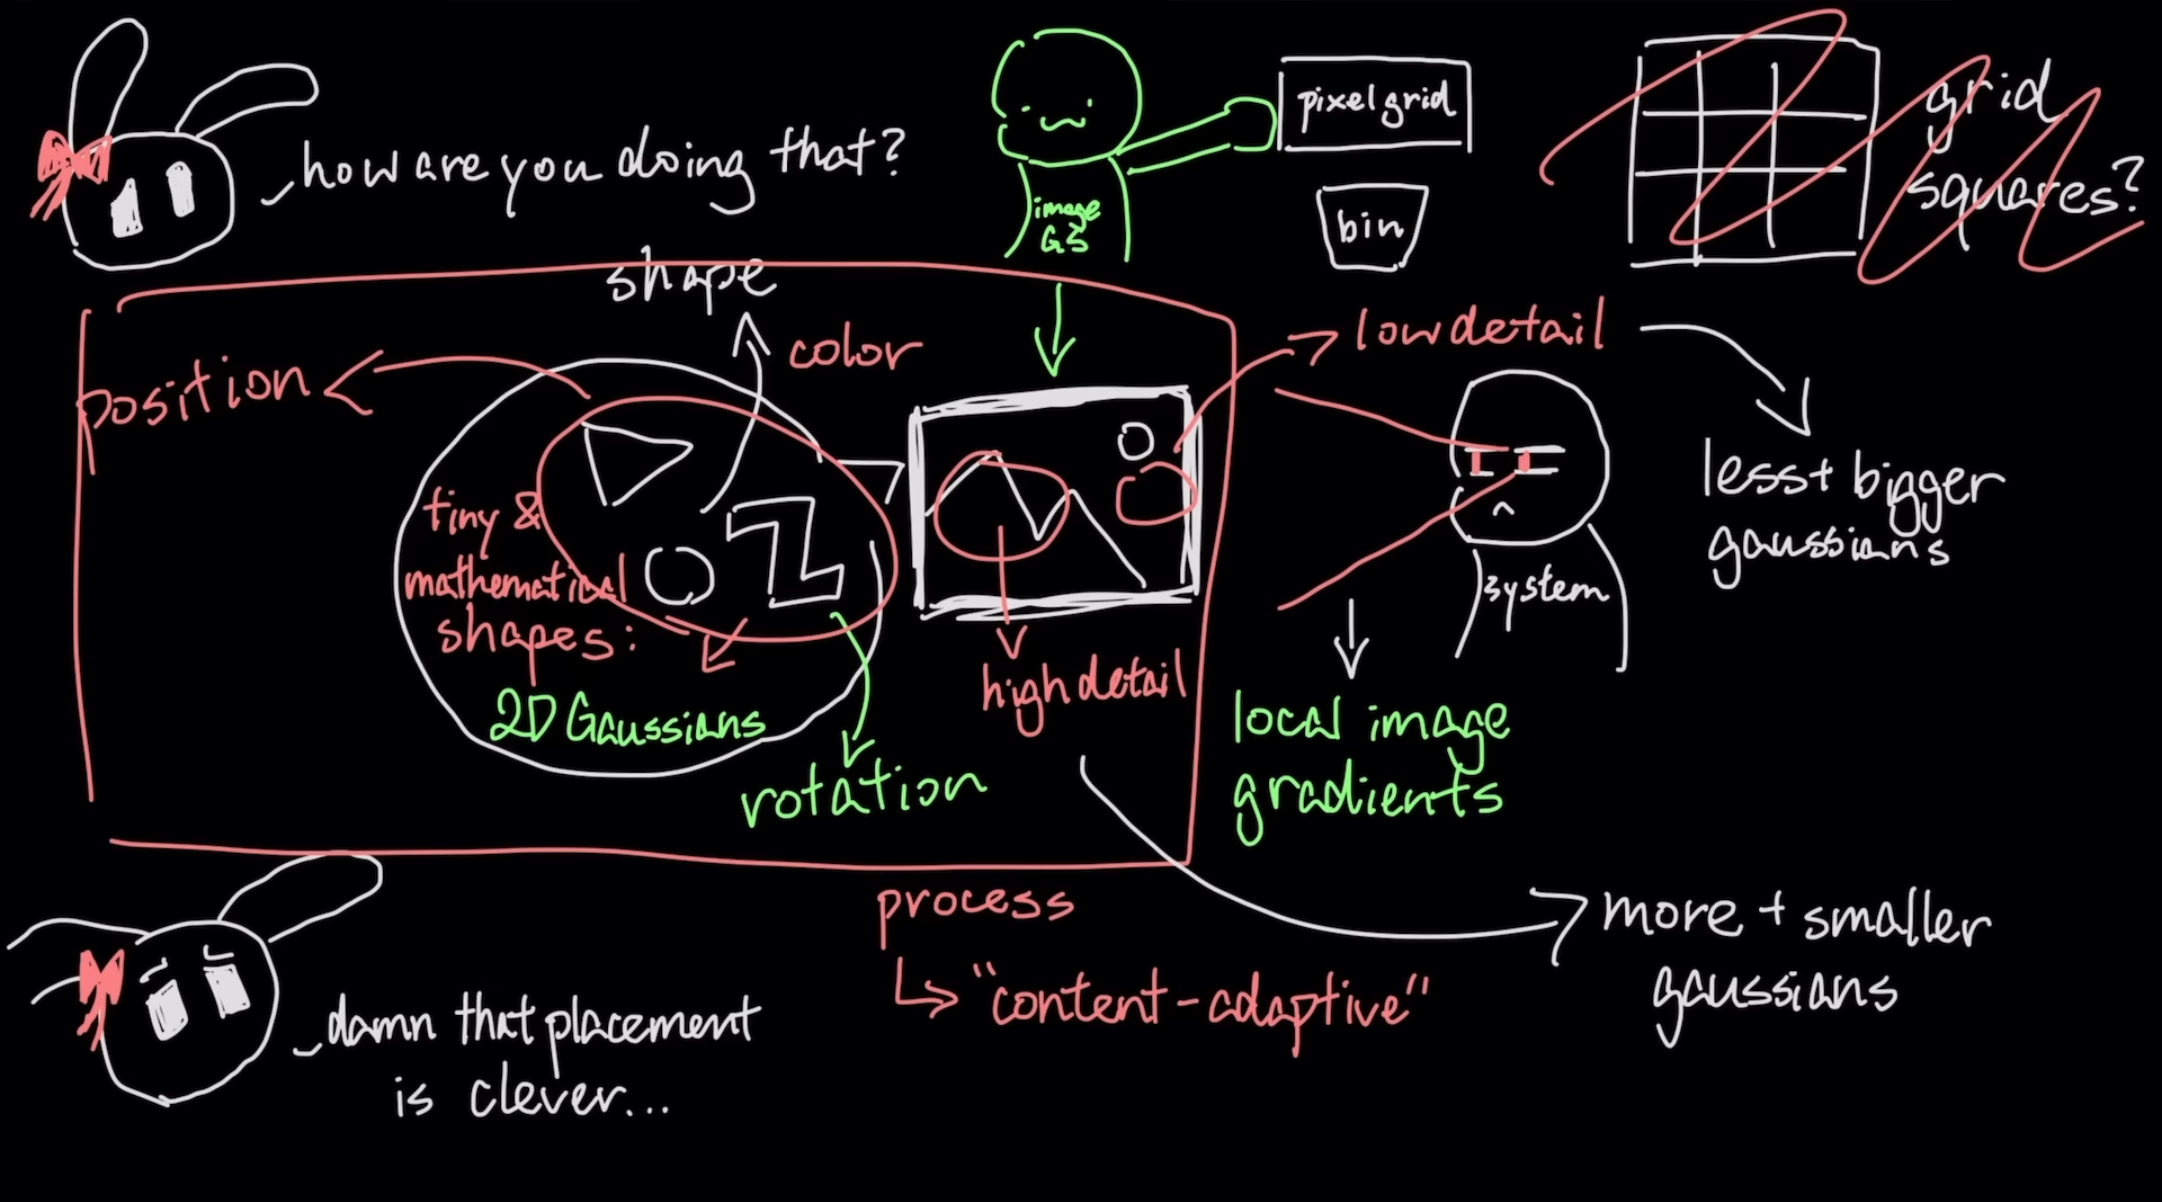 how are you doing that?
image
GS
pixel grid
bin
grid
squares?
shape
color
position
low detail
less + bigger
gaussians
tiny &
mathematical
shapes:
2D Gaussians
rotation
high detail
system
local image
gradients
process
"content-adaptive"
more + smaller
gaussians
damn that placement
is clever...